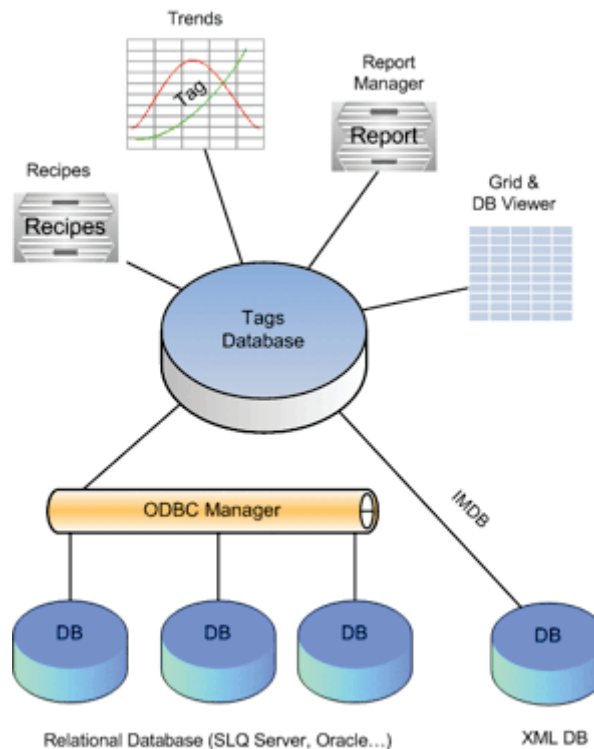 Trends
Tag
Report
Manager
Report
Recipes
Recipes
Grid &
DB Viewer
Tags
Database
ODBC Manager
IMDB
DB
DB
DB
DB
Relational Database (SLQ Server, Oracle...)
XML DB